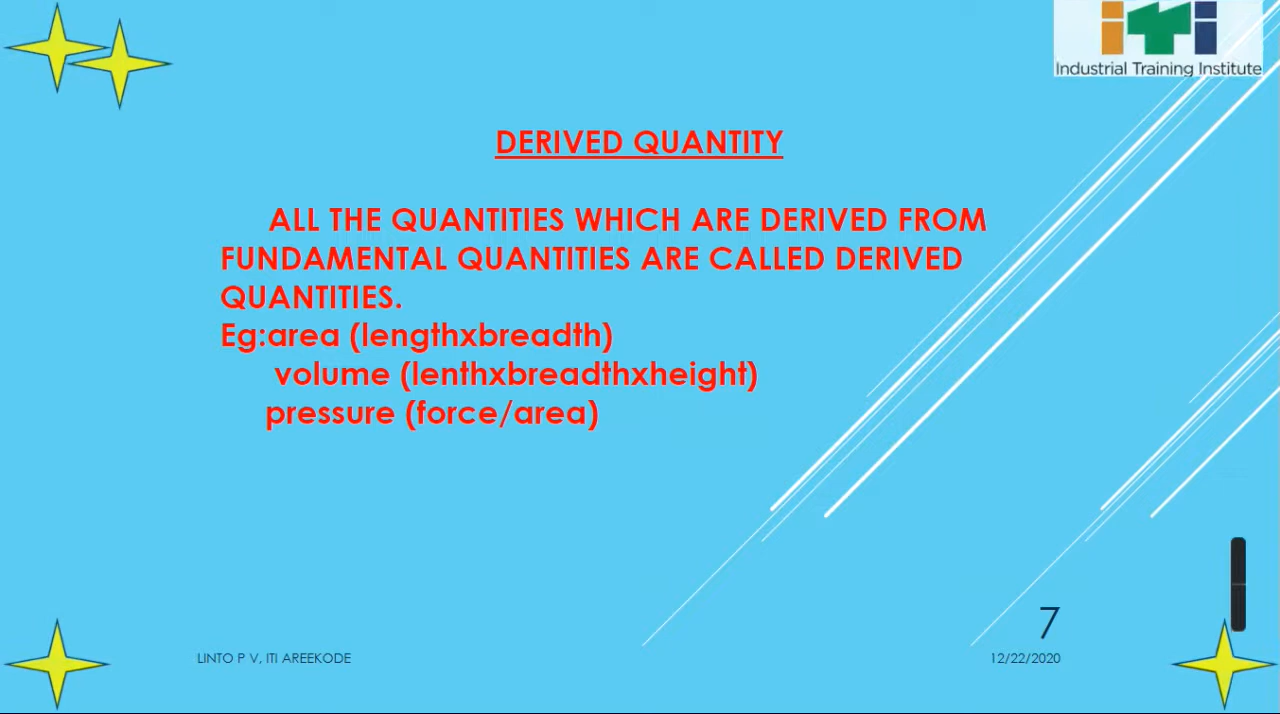 iTi
Industrial Training Institute
DERIVED QUANTITY
ALL THE QUANTITIES WHICH ARE DERIVED FROM
FUNDAMENTAL QUANTITIES ARE CALLED DERIVED
QUANTITIES.
Eg:area (lengthxbreadth)
volume (lenthxbreadthxheight)
pressure (force/area)
7
LINTO P V, ITI AREEKODE
12/22/2020